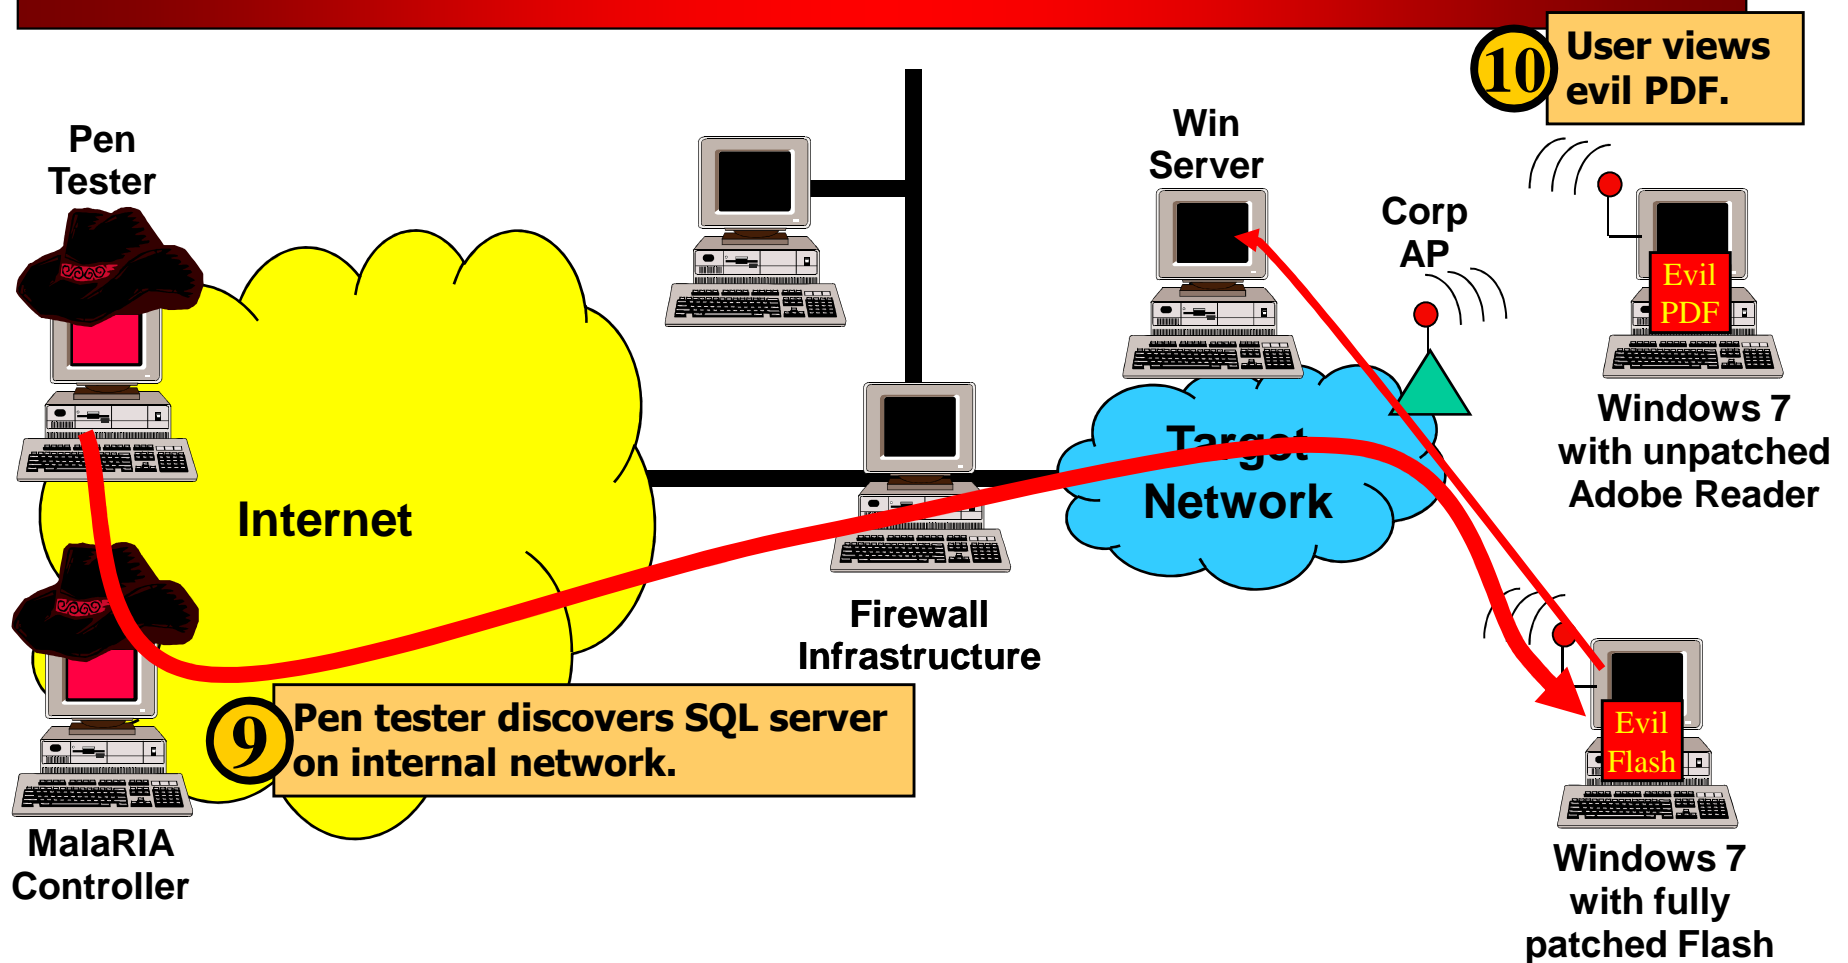 10
User views
evil PDF.
Pen
Tester
Win
Server
Corp
AP
Evil
PDF
Windows 7
with unpatched
Adobe Reader
Internet
Target
Network
Firewall
Infrastructure
9
Pen tester discovers SQL server
on internal network.
Evil
Flash
MalaRIA
Controller
Windows 7
with fully
patched Flash